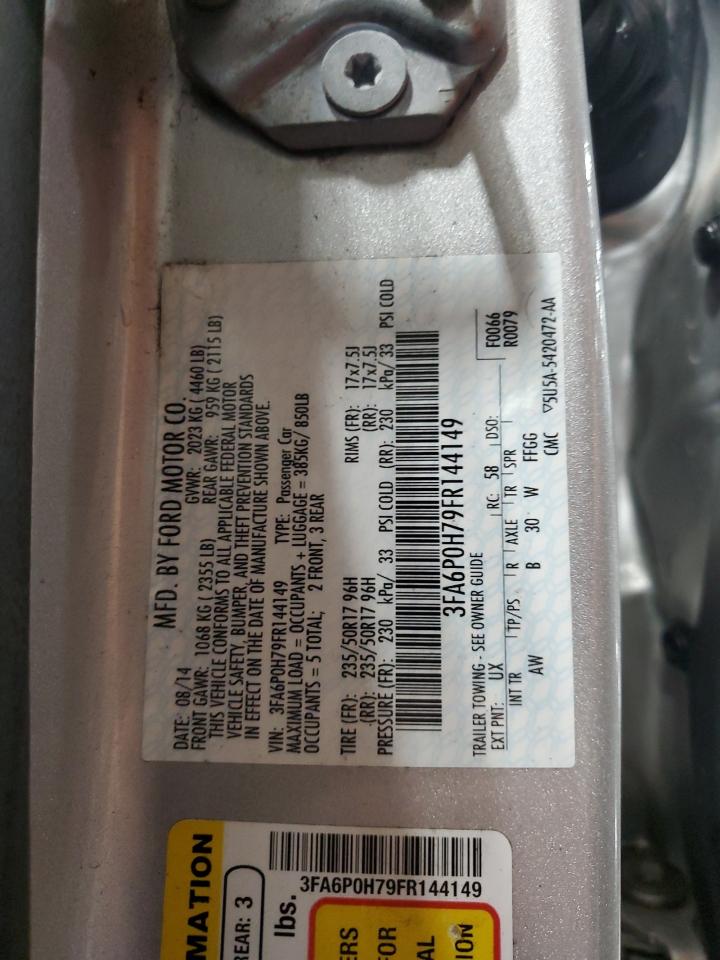 MFD. BY FORD MOTOR CO.
DATE: 08/14 GVWR: 2023 KG ( 4460 LB)
FRONT GAWR: 1068 KG ( 2355 LB) REAR GAWR: 959 KG ( 2115 LB)
THIS VEHICLE CONFORMS TO ALL APPLICABLE FEDERAL MOTOR
VEHICLE SAFETY, BUMPER, AND THEFT PREVENTION STANDARDS
IN EFFECT ON THE DATE OF MANUFACTURE SHOWN ABOVE.
VIN: 3FA6P0H79FR144149 TYPE: Passenger Car
MAXIMUM LOAD = OCCUPANTS + LUGGAGE = 385KG/ 850LB
OCCUPANTS = 5 TOTAL; 2 FRONT, 3 REAR
TIRE (FR): 235/50R17 96H RIMS (FR): 17x7.5J
(RR): 235/50R17 96H (RR): 17x7.5J
PRESSURE (FR): 230 kPa/ 33 PSI COLD (RR): 230 kPa/ 33 PSI COLD
3FA6P0H79FR144149
TRAILER TOWING - SEE OWNER GUIDE F0066
EXT PNT: UX RC: 58 DSO: R0079
INT TR TP/PS R AXLE TR SPR
AW B 30 W FFGG
CMC ▽5U5A-5420472-AA
MATION
REAR: 3
lbs.
3FA6P0H79FR144149
ERS
FOR
AL
ION